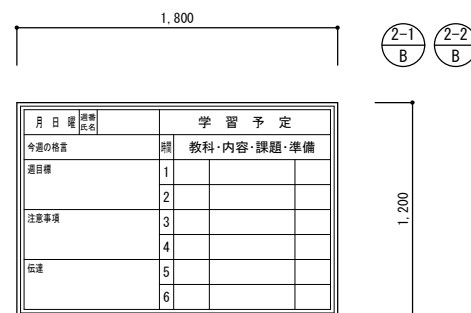 1,800
2-1
B
2-2
B
月 日 曜 週番 氏名 学 習 予 定
今週の格言 時間 教科・内容・課題・準備
週目標 1
2
注意事項 3
4
伝達 5
6
1,200